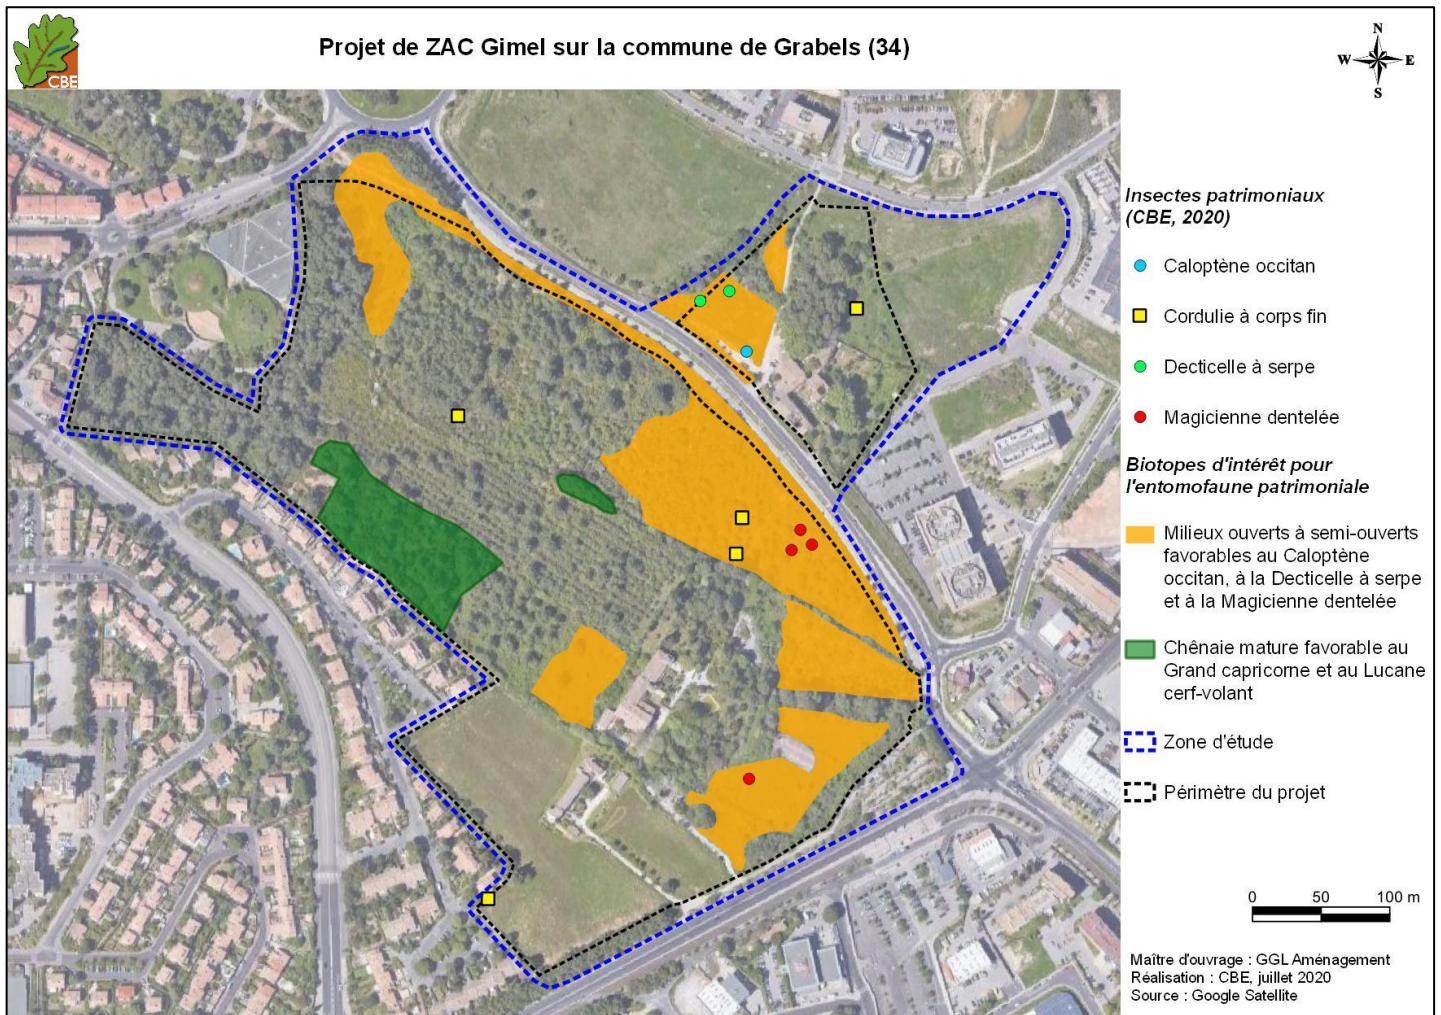 CBE
Projet de ZAC Gimel sur la commune de Grabels (34)
N
W E
S
Insectes patrimoniaux
(CBE, 2020)
Caloptène occitan
Cordulie à corps fin
Decticelle à serpe
Magicienne dentelée
Biotopes d'intérêt pour
l'entomofaune patrimoniale
Milieux ouverts à semi-ouverts
favorables au Caloptène
occitan, à la Decticelle à serpe
et à la Magicienne dentelée
Chênaie mature favorable au
Grand capricorne et au Lucane
cerf-volant
Zone d'étude
Périmètre du projet
0 50 100 m
Maître d'ouvrage : GGL Aménagement
Réalisation : CBE, juillet 2020
Source : Google Satellite